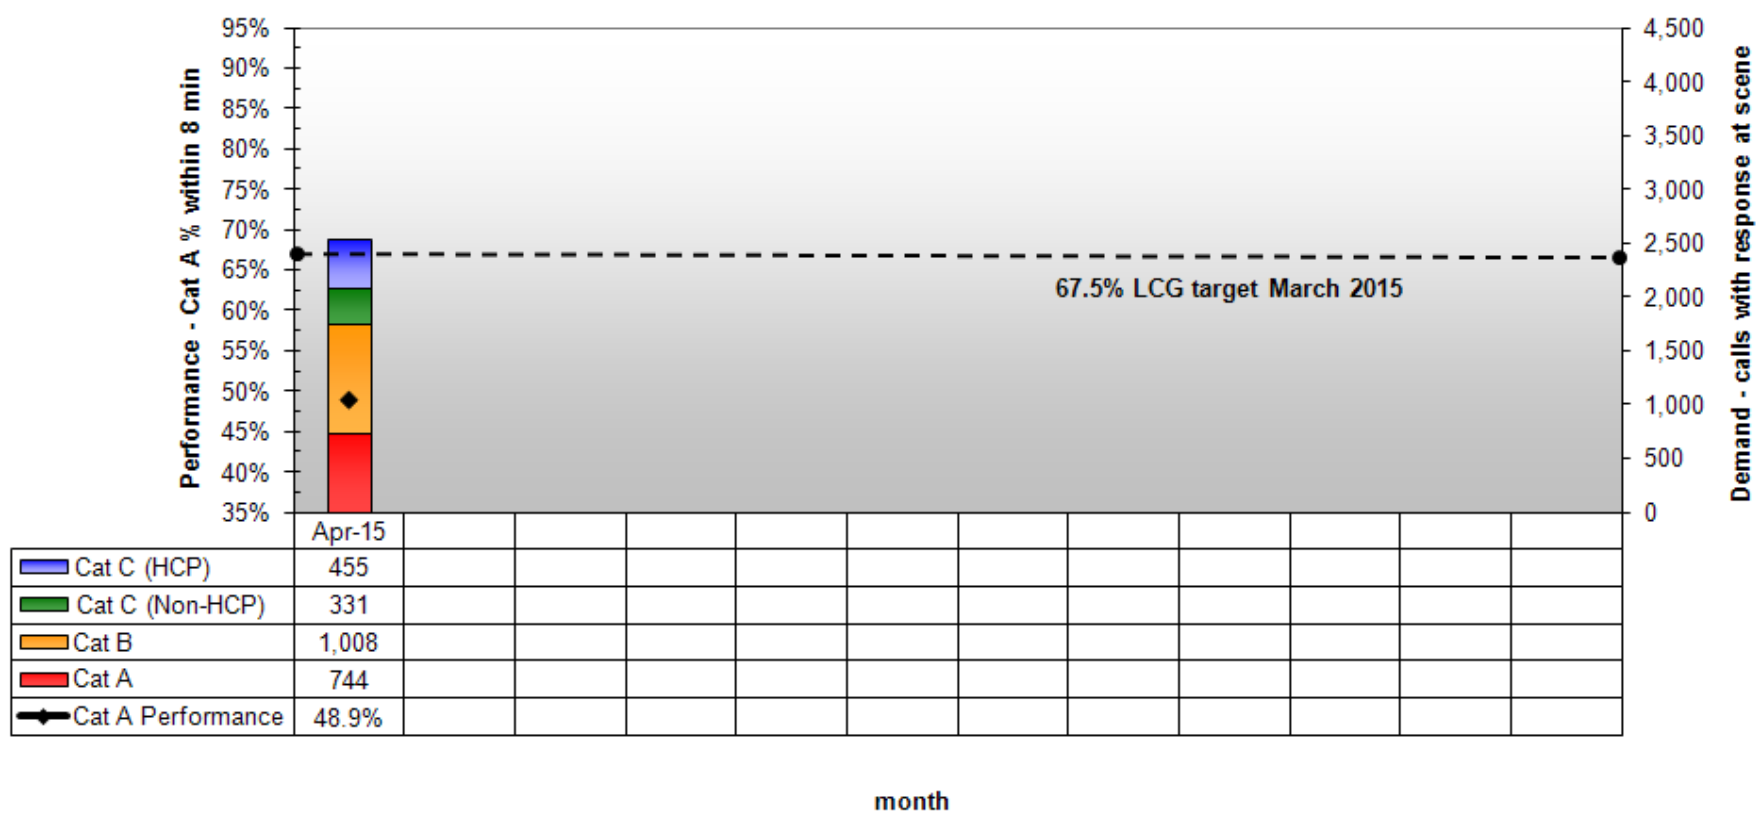 Performance - Cat A % within 8 min
95%
90%
85%
80%
75%
70%
65%
60%
55%
50%
45%
40%
35%
4,500
4,000
3,500
3,000
2,500
2,000
1,500
1,000
500
0
Demand - calls with response at scene
67.5% LCG target March 2015
Apr-15
Cat C (HCP) 455
Cat C (Non-HCP) 331
Cat B 1,008
Cat A 744
Cat A Performance 48.9%
month